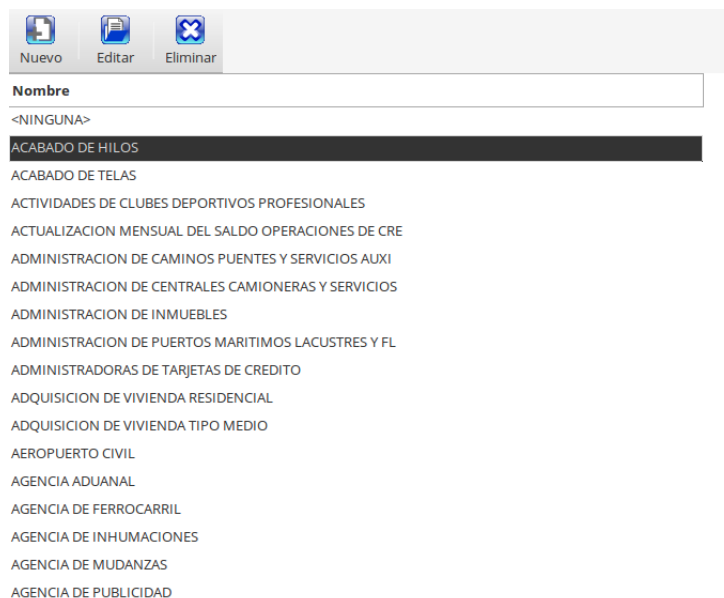 Nuevo Editar Eliminar
Nombre
<NINGUNA>
ACABADO DE HILOS
ACABADO DE TELAS
ACTIVIDADES DE CLUBES DEPORTIVOS PROFESIONALES
ACTUALIZACION MENSUAL DEL SALDO OPERACIONES DE CRE
ADMINISTRACION DE CAMINOS PUENTES Y SERVICIOS AUXI
ADMINISTRACION DE CENTRALES CAMIONERAS Y SERVICIOS
ADMINISTRACION DE INMUEBLES
ADMINISTRACION DE PUERTOS MARITIMOS LACUSTRES Y FL
ADMINISTRADORAS DE TARJETAS DE CREDITO
ADQUISICION DE VIVIENDA RESIDENCIAL
ADQUISICION DE VIVIENDA TIPO MEDIO
AEROPUERTO CIVIL
AGENCIA ADUANAL
AGENCIA DE FERROCARRIL
AGENCIA DE INHUMACIONES
AGENCIA DE MUDANZAS
AGENCIA DE PUBLICIDAD